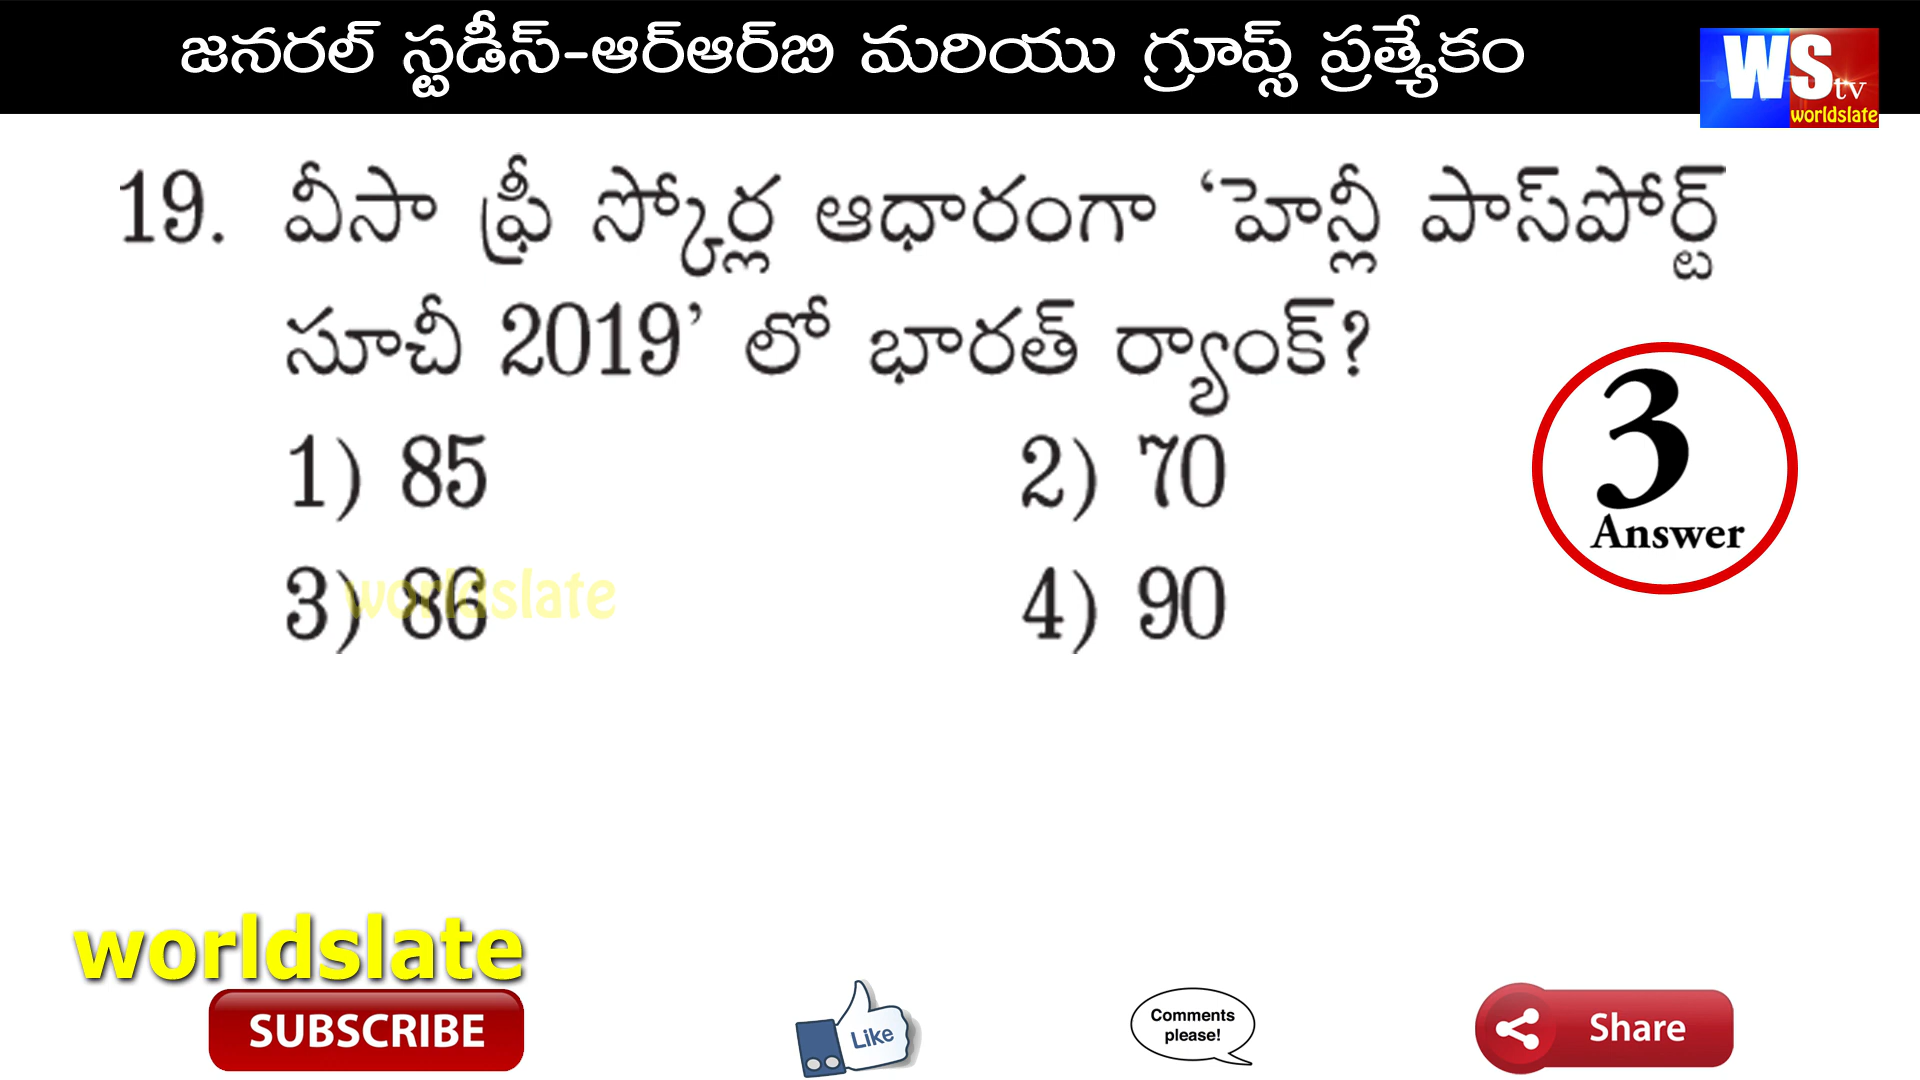 జనరల్ స్టడీస్-ఆర్ఆర్‌బి మరియు గ్రూప్స్ ప్రత్యేకం
WS tv
worldslate
19. వీసా ఫ్రీ స్కోర్ల ఆధారంగా ‘హెన్లీ పాస్‌పోర్ట్
సూచీ 2019’ లో భారత్ ర్యాంక్?
1) 85 2) 70
3) 86 4) 90
worldslate
3
Answer
worldslate
SUBSCRIBE
Like
Comments
please!
Share